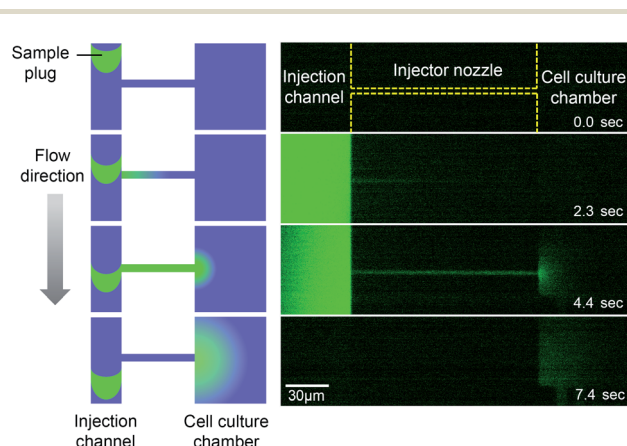 Sample
plug
Flow
direction
Injection
channel
Cell culture
chamber
Injection
channel
Injector nozzle
Cell culture
chamber
0.0 sec
2.3 sec
4.4 sec
30µm
7.4 sec